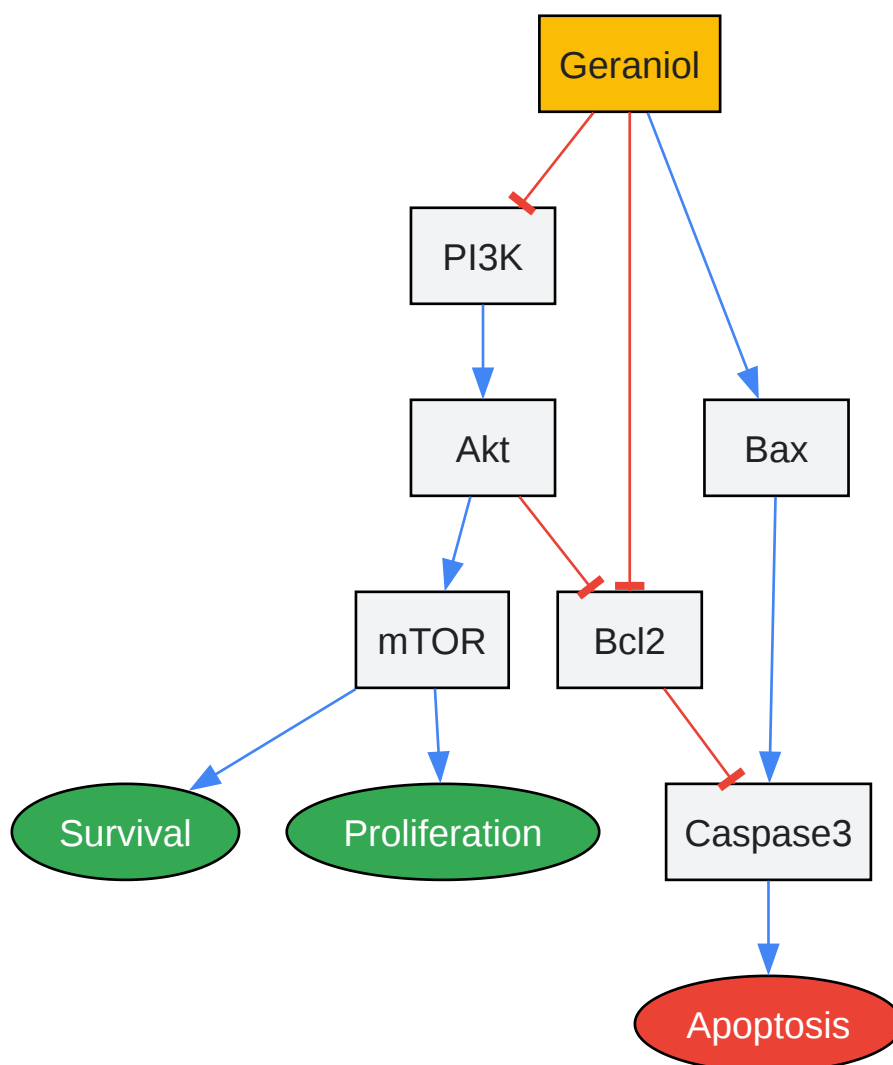 Geraniol
PI3K
Akt
Bax
mTOR
Bcl2
Survival
Proliferation
Caspase3
Apoptosis